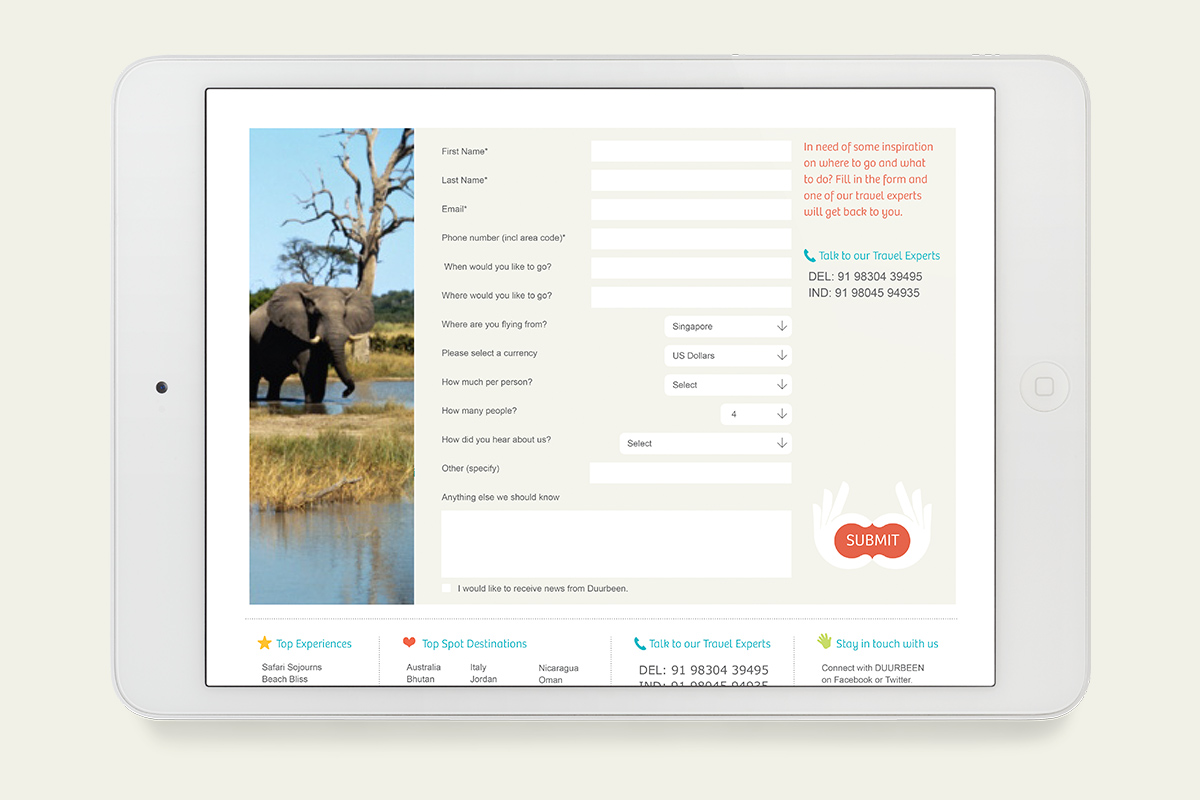 First Name*
Last Name*
Email*
Phone number (incl area code)*
When would you like to go?
Where would you like to go?
Where are you flying from?
Singapore
Please select a currency
US Dollars
How much per person?
Select
How many people?
4
How did you hear about us?
Select
Other (specify)
Anything else we should know
I would like to receive news from Duurbeen.
In need of some inspiration
on where to go and what
to do? Fill in the form and
one of our travel experts
will get back to you.
Talk to our Travel Experts
DEL: 91 98304 39495
IND: 91 98045 94935
SUBMIT
Top Experiences
Safari Sojourns
Beach Bliss
Top Spot Destinations
Australia
Italy
Nicaragua
Bhutan
Jordan
Oman
Talk to our Travel Experts
DEL: 91 98304 39495
IND: 91 98045 94935
Stay in touch with us
Connect with DUURBEEN
on Facebook or Twitter.